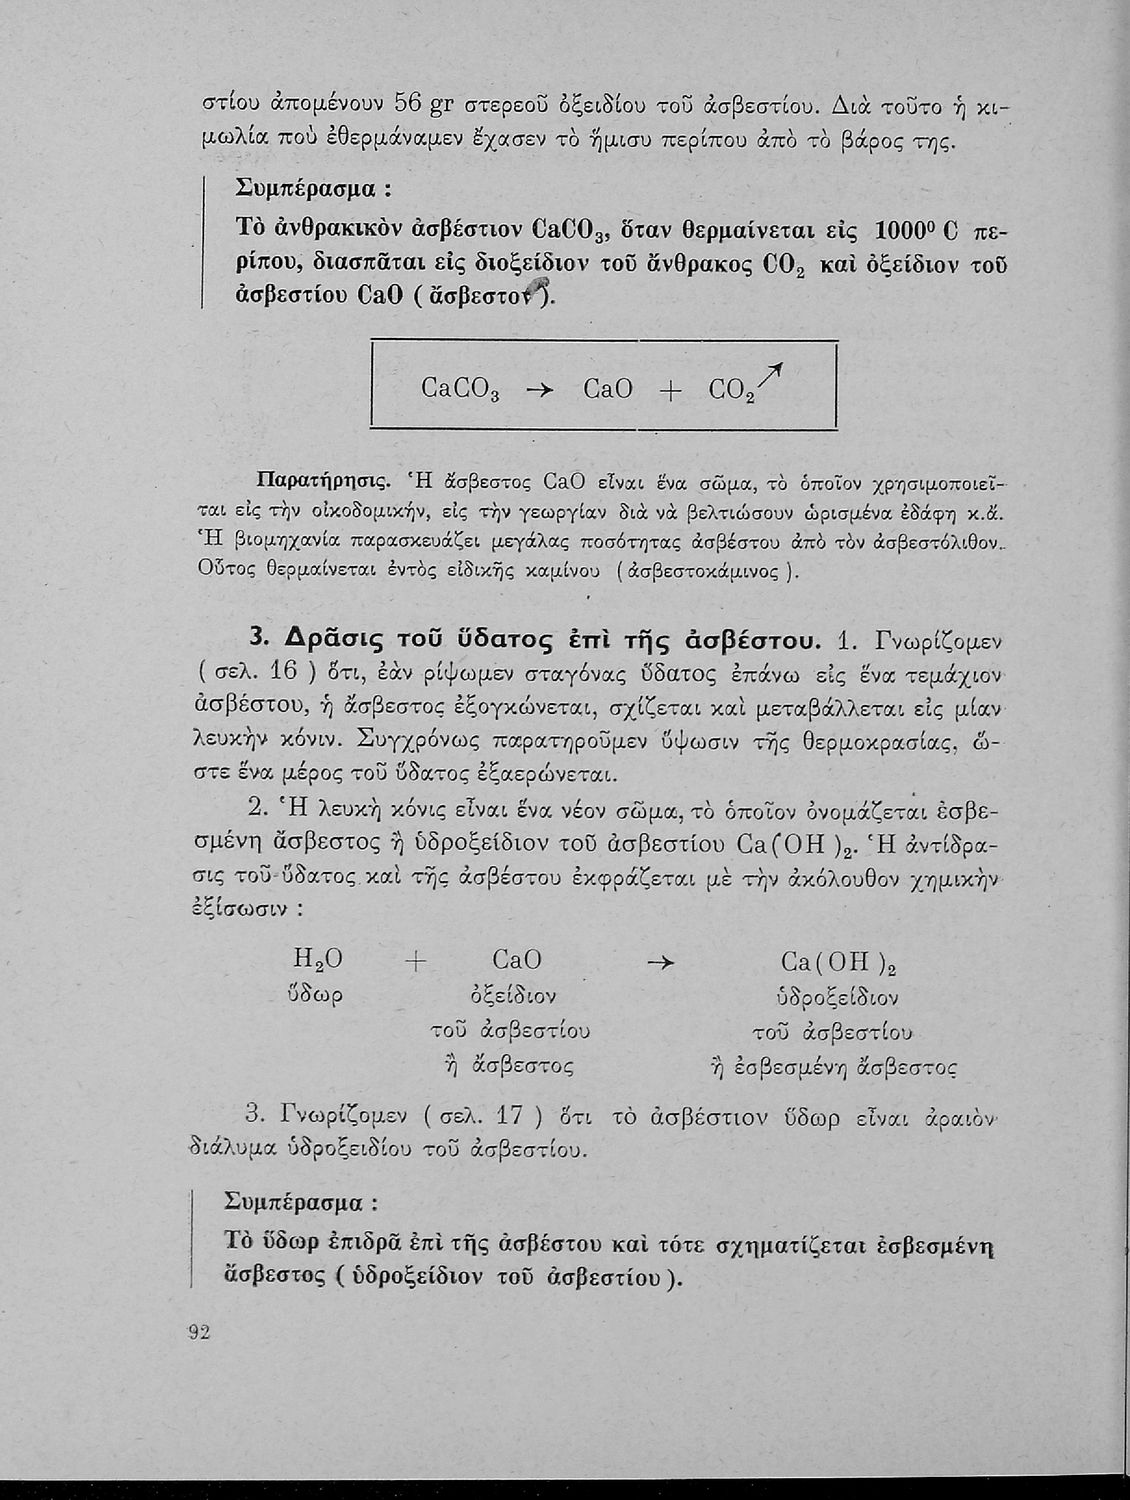 στίου ἀπομένουν 56 gr στερεοῦ ὀξειδίου τοῦ ἀσβεστίου. Διὰ τοῦτο ἡ κι-
μωλία ποὺ ἐθερμάναμεν ἔχασεν τὸ ἥμισυ περίπου ἀπὸ τὸ βάρος της.
Συμπέρασμα :
Τὸ ἀνθρακικὸν ἀσβέστιον CaCO₃, ὅταν θερμαίνεται εἰς 1000⁰ C πε-
ρίπου, διασπᾶται εἰς διοξείδιον τοῦ ἄνθρακος CO₂ καὶ ὀξείδιον τοῦ
ἀσβεστίου CaO ( ἄσβεστον ).
CaCO₃ → CaO + CO₂↗
Παρατήρησις. Ἡ ἄσβεστος CaO εἶναι ἕνα σῶμα, τὸ ὁποῖον χρησιμοποιεῖ-
ται εἰς τὴν οἰκοδομικήν, εἰς τὴν γεωργίαν διὰ νὰ βελτιώσουν ὡρισμένα ἐδάφη κ.ἄ.
Ἡ βιομηχανία παρασκευάζει μεγάλας ποσότητας ἀσβέστου ἀπὸ τὸν ἀσβεστόλιθον.
Οὗτος θερμαίνεται ἐντὸς εἰδικῆς καμίνου ( ἀσβεστοκάμινος ).
3. Δρᾶσις τοῦ ὕδατος ἐπὶ τῆς ἀσβέστου. 1. Γνωρίζομεν
( σελ. 16 ) ὅτι, ἐὰν ρίψωμεν σταγόνας ὕδατος ἐπάνω εἰς ἕνα τεμάχιον
ἀσβέστου, ἡ ἄσβεστος ἐξογκώνεται, σχίζεται καὶ μεταβάλλεται εἰς μίαν
λευκὴν κόνιν. Συγχρόνως παρατηροῦμεν ὕψωσιν τῆς θερμοκρασίας, ὥ-
στε ἕνα μέρος τοῦ ὕδατος ἐξαερώνεται.
2. Ἡ λευκὴ κόνις εἶναι ἕνα νέον σῶμα, τὸ ὁποῖον ὀνομάζεται ἐσβε-
σμένη ἄσβεστος ἢ ὑδροξείδιον τοῦ ἀσβεστίου Ca(OH )₂. Ἡ ἀντίδρα-
σις τοῦ ὕδατος καὶ τῆς ἀσβέστου ἐκφράζεται μὲ τὴν ἀκόλουθον χημικὴν
ἐξίσωσιν :
H₂O + CaO → Ca(OH )₂
ὕδωρ ὀξείδιον ὑδροξείδιον
τοῦ ἀσβεστίου τοῦ ἀσβεστίου
ἢ ἄσβεστος ἢ ἐσβεσμένη ἄσβεστος
3. Γνωρίζομεν ( σελ. 17 ) ὅτι τὸ ἀσβέστιον ὕδωρ εἶναι ἀραιὸν
διάλυμα ὑδροξειδίου τοῦ ἀσβεστίου.
Συμπέρασμα :
Τὸ ὕδωρ ἐπιδρᾶ ἐπὶ τῆς ἀσβέστου καὶ τότε σχηματίζεται ἐσβεσμένη
ἄσβεστος ( ὑδροξείδιον τοῦ ἀσβεστίου ).
92